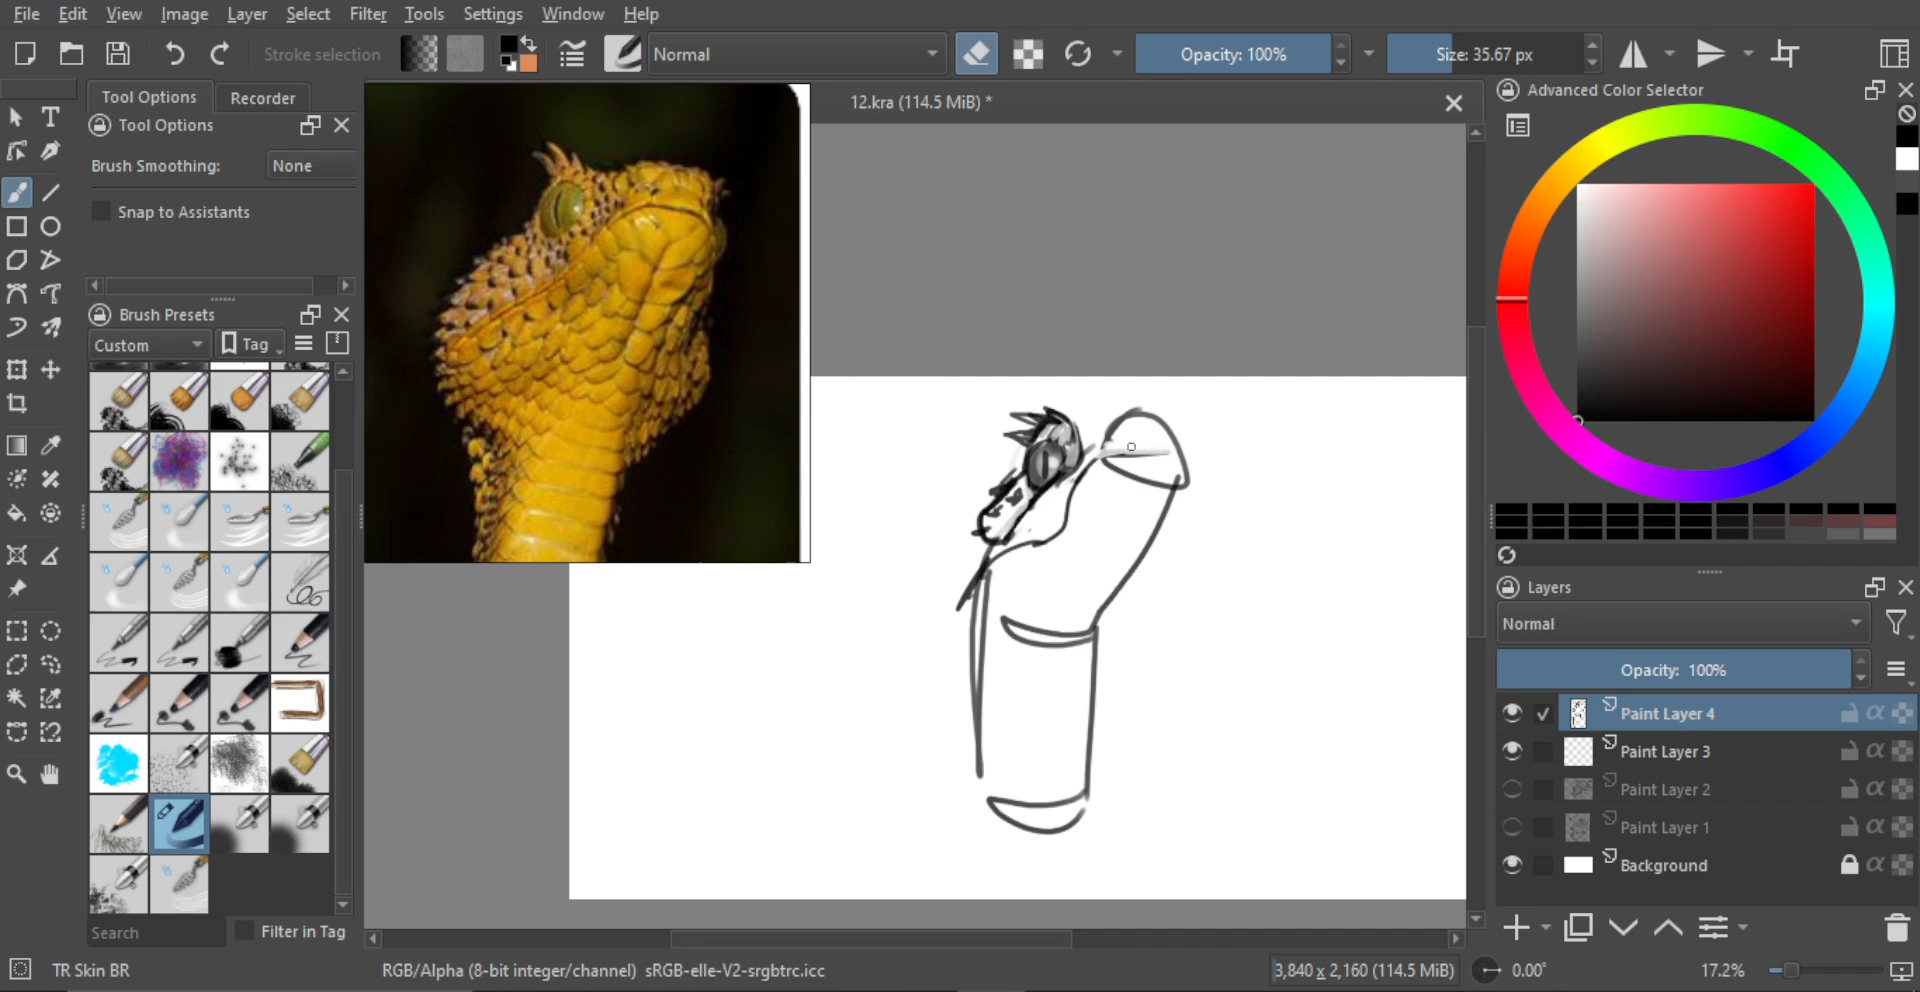 File Edit View Image Layer Select Filter Tools Settings Window Help
Stroke selection Normal Opacity: 100% Size: 35.67 px
Tool Options Recorder
Tool Options
Brush Smoothing: None
Snap to Assistants
Brush Presets
Custom Tag
Search Filter in Tag
12.kra (114.5 MiB) *
Advanced Color Selector
Layers
Normal
Opacity: 100%
Paint Layer 4
Paint Layer 3
Paint Layer 2
Paint Layer 1
Background
TR Skin BR RGB/Alpha (8-bit integer/channel) sRGB-elle-V2-srgbtrc.icc 3,840 x 2,160 (114.5 MiB) 0.00° 17.2%